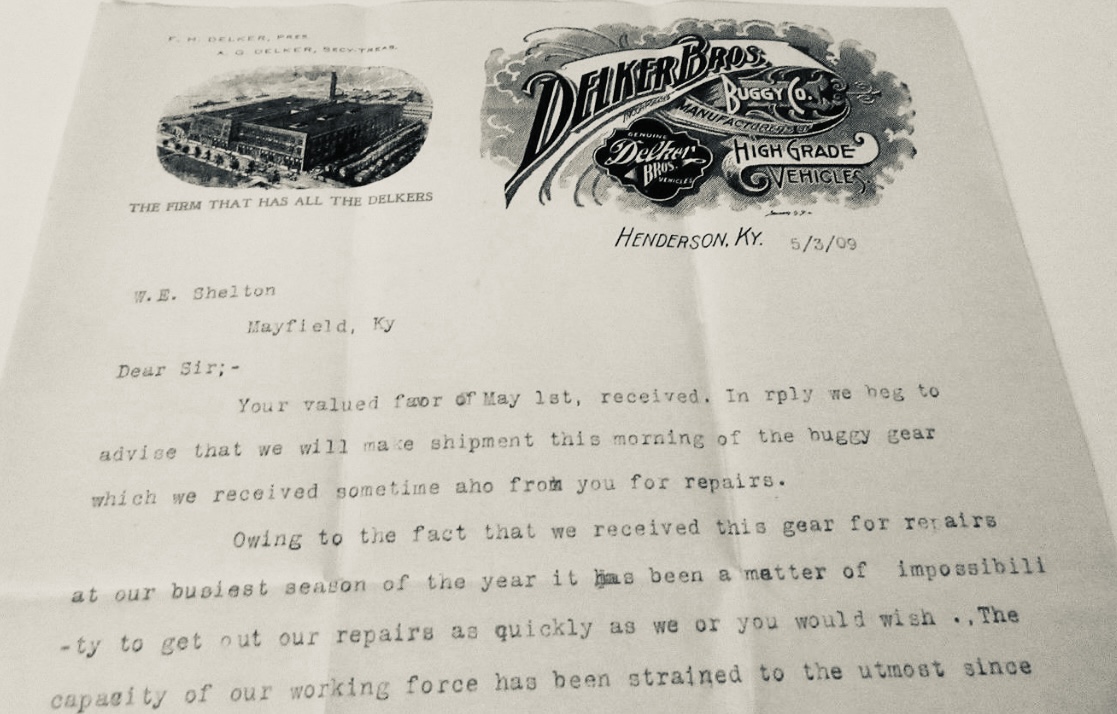 F. H. DELKER, PRES.
A. G. DELKER, SECY-TREAS.
THE FIRM THAT HAS ALL THE DELKERS
DELKER BROS.
BUGGY CO.
MANUFACTURERS OF
HIGH GRADE
VEHICLES.
GENUINE
Delker
BROS.
VEHICLES
HENDERSON, KY. 5/3/09
W.E. Shelton
Mayfield, Ky
Dear Sir;-
Your valued favor of May 1st, received. In rply we beg to
advise that we will make shipment this morning of the buggy gear
which we received sometime aho from you for repairs.
Owing to the fact that we received this gear for repairs
at our busiest season of the year it has been a matter of impossibili
-ty to get out our repairs as quickly as we or you would wish ., The
capacity of our working force has been strained to the utmost since